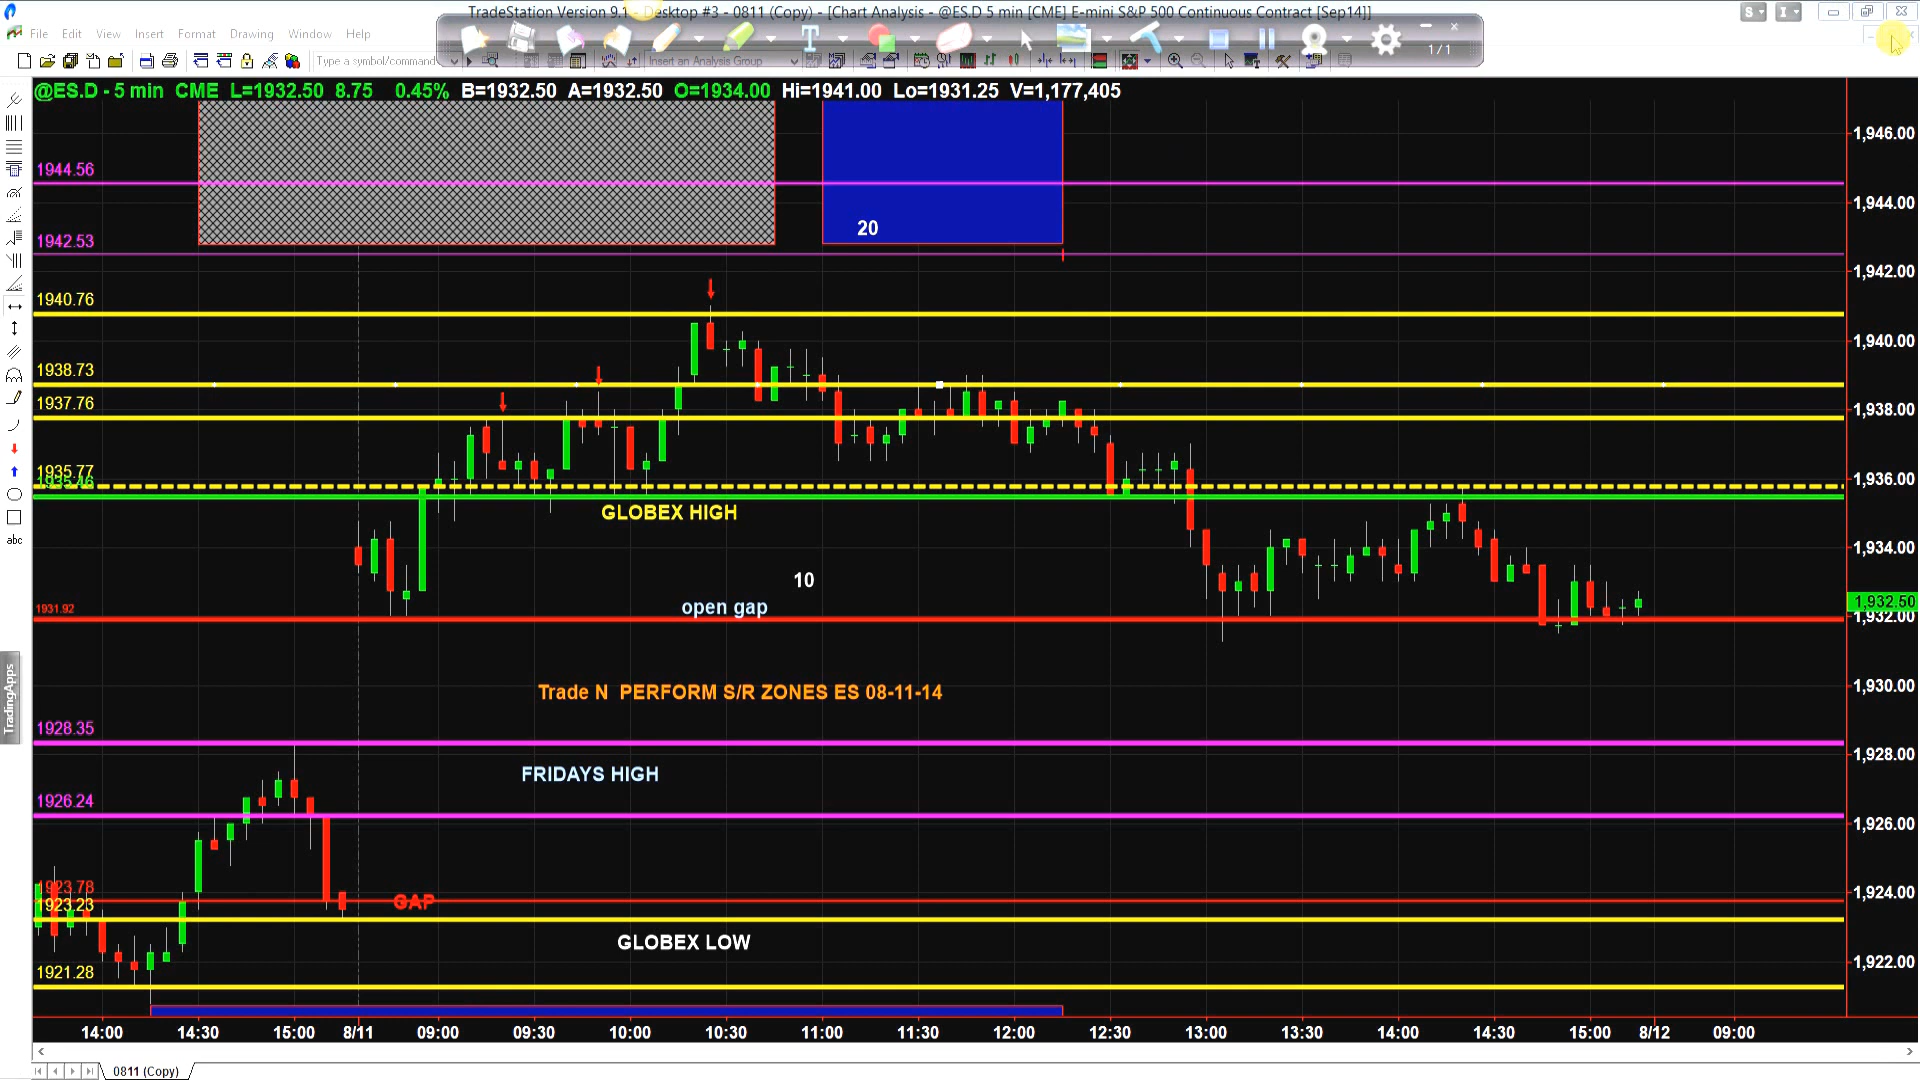 TradeStation Version 9.1 - Desktop #3 - 0811 (Copy) - [Chart Analysis - @ES.D 5 min [CME] E-mini S&P 500 Continuous Contract [Sep14]]
S I
File Edit View Insert Format Drawing Window Help
T
1/1
Type a symbol/command
Insert an Analysis Group
@ES.D - 5 min CME L=1932.50 8.75 0.45% B=1932.50 A=1932.50 O=1934.00 Hi=1941.00 Lo=1931.25 V=1,177,405
1,946.00
1944.56
1,944.00
20
1942.53
1,942.00
1940.76
1,940.00
1938.73
1937.76
1,938.00
1935.77
1935.46
1,936.00
GLOBEX HIGH
abc
1,934.00
10
1931.92
open gap
1,932.50
1,932.00
TradingApps
Trade N PERFORM S/R ZONES ES 08-11-14
1,930.00
1928.35
1,928.00
FRIDAYS HIGH
1926.24
1,926.00
1923.78
GAP
1,924.00
1923.23
GLOBEX LOW
1,922.00
1921.28
14:00 14:30 15:00 8/11 09:00 09:30 10:00 10:30 11:00 11:30 12:00 12:30 13:00 13:30 14:00 14:30 15:00 8/12 09:00
0811 (Copy)